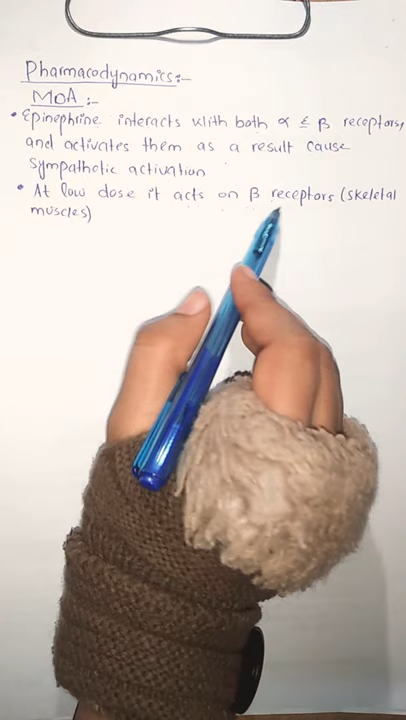 Pharmacodynamics:-
MOA:-
• Epinephrine interacts with both α & β receptors,
and activates them as a result cause
sympathetic activation
• At low dose it acts on β receptors (skeletal
muscles)